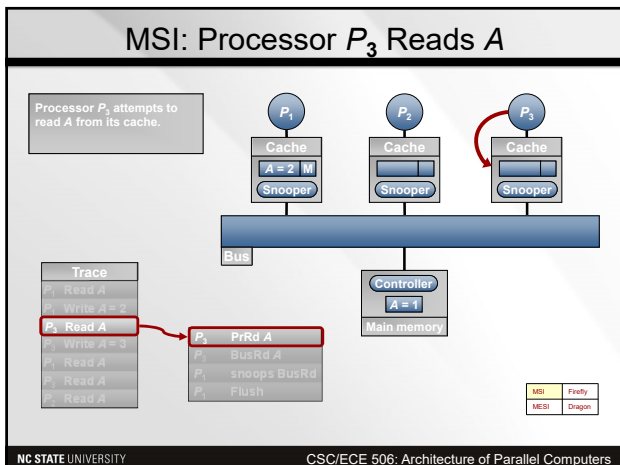 MSI: Processor P3 Reads A
Processor P3 attempts to
read A from its cache.
P1
P2
P3
Cache
Cache
Cache
A = 2 M
Snooper
Snooper
Snooper
Bus
Controller
A = 1
Main memory
Trace
P1 Read A
P1 Write A = 2
P3 Read A
P3 Write A = 3
P1 Read A
P3 Read A
P2 Read A
P3 PrRd A
P3 BusRd A
P1 snoops BusRd
P1 Flush
MSI Firefly
MESI Dragon
NC STATE UNIVERSITY
CSC/ECE 506: Architecture of Parallel Computers